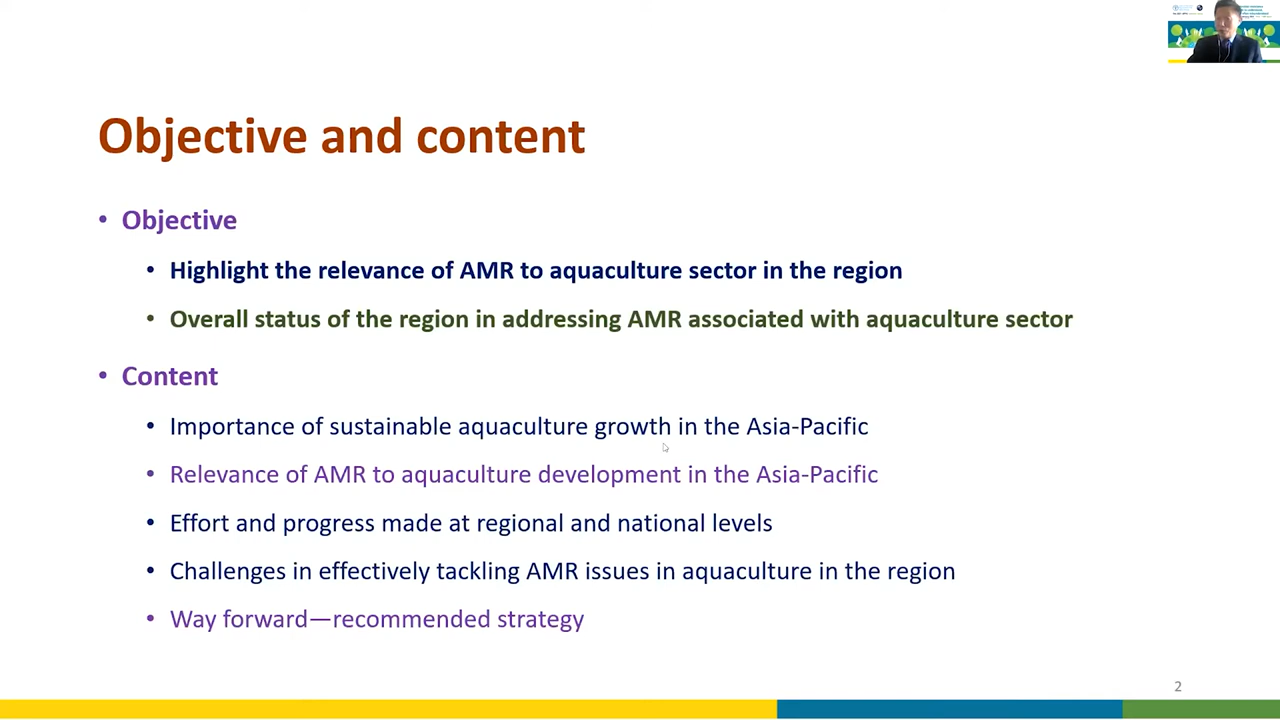 Objective and content
• Objective
• Highlight the relevance of AMR to aquaculture sector in the region
• Overall status of the region in addressing AMR associated with aquaculture sector
• Content
• Importance of sustainable aquaculture growth in the Asia-Pacific
• Relevance of AMR to aquaculture development in the Asia-Pacific
• Effort and progress made at regional and national levels
• Challenges in effectively tackling AMR issues in aquaculture in the region
• Way forward—recommended strategy
2